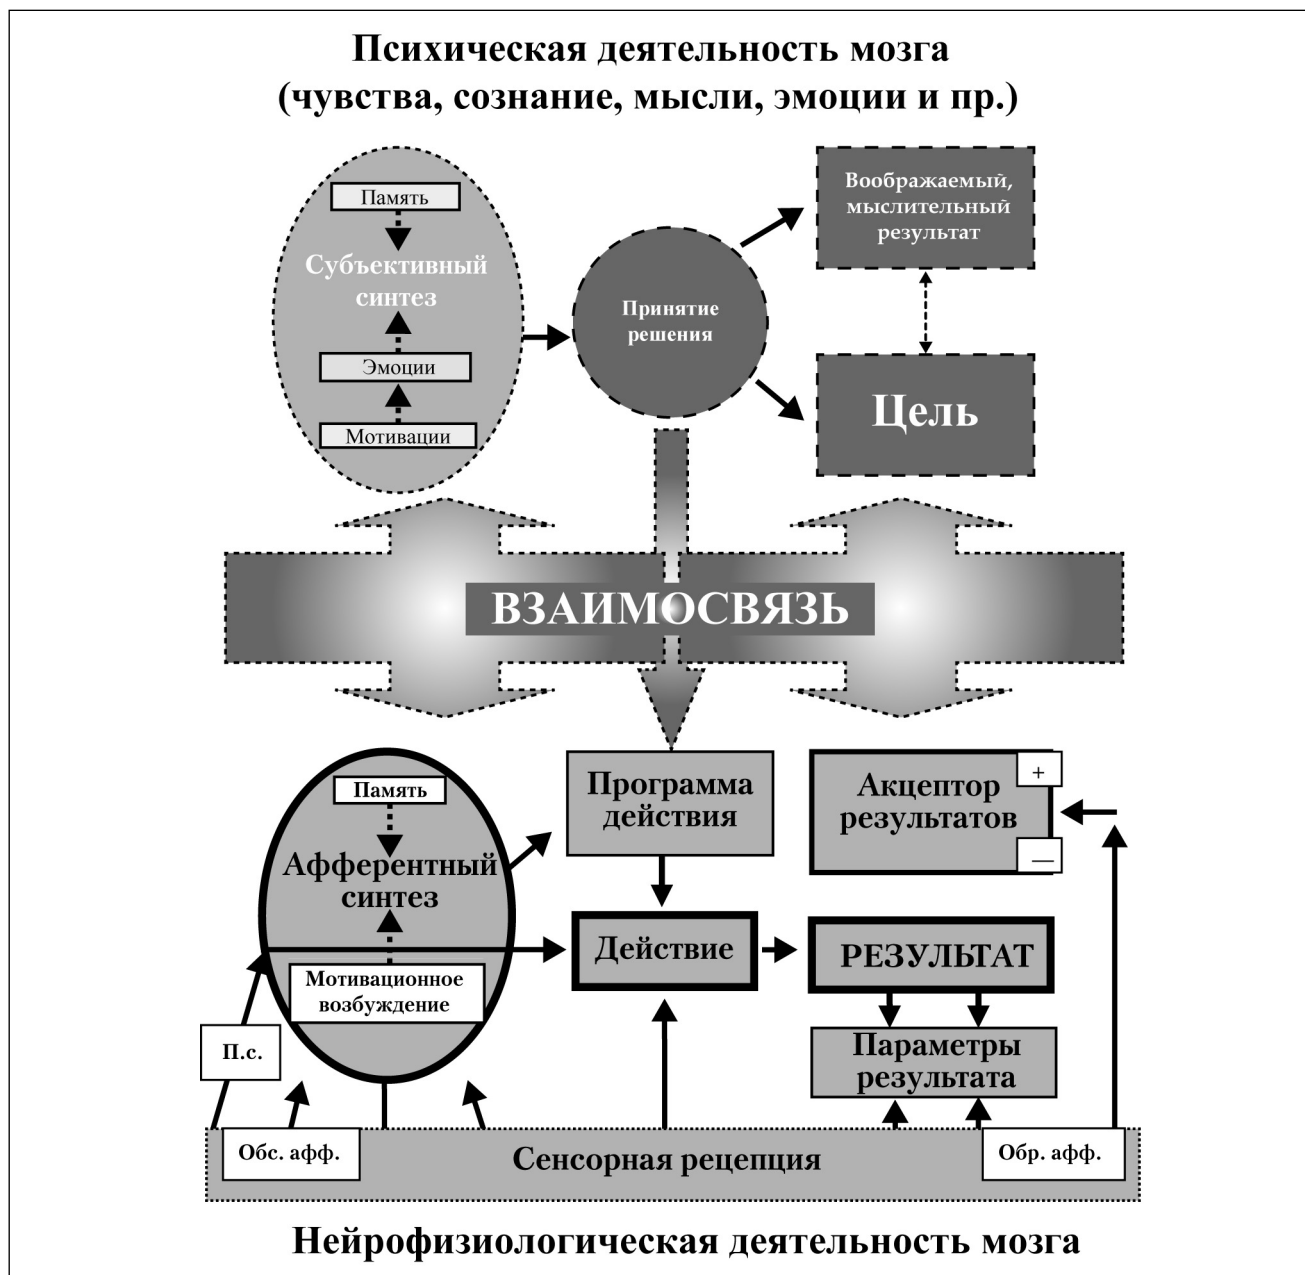 Психическая деятельность мозга
(чувства, сознание, мысли, эмоции и пр.)
Память
Субъективный
синтез
Эмоции
Мотивации
Принятие
решения
Воображаемый,
мыслительный
результат
Цель
ВЗАИМОСВЯЗЬ
Память
Афферентный
синтез
Мотивационное
возбуждение
Программа
действия
Действие
Акцептор
результатов
+
—
РЕЗУЛЬТАТ
Параметры
результата
П.с.
Обс. афф.
Сенсорная рецепция
Обр. афф.
Нейрофизиологическая деятельность мозга